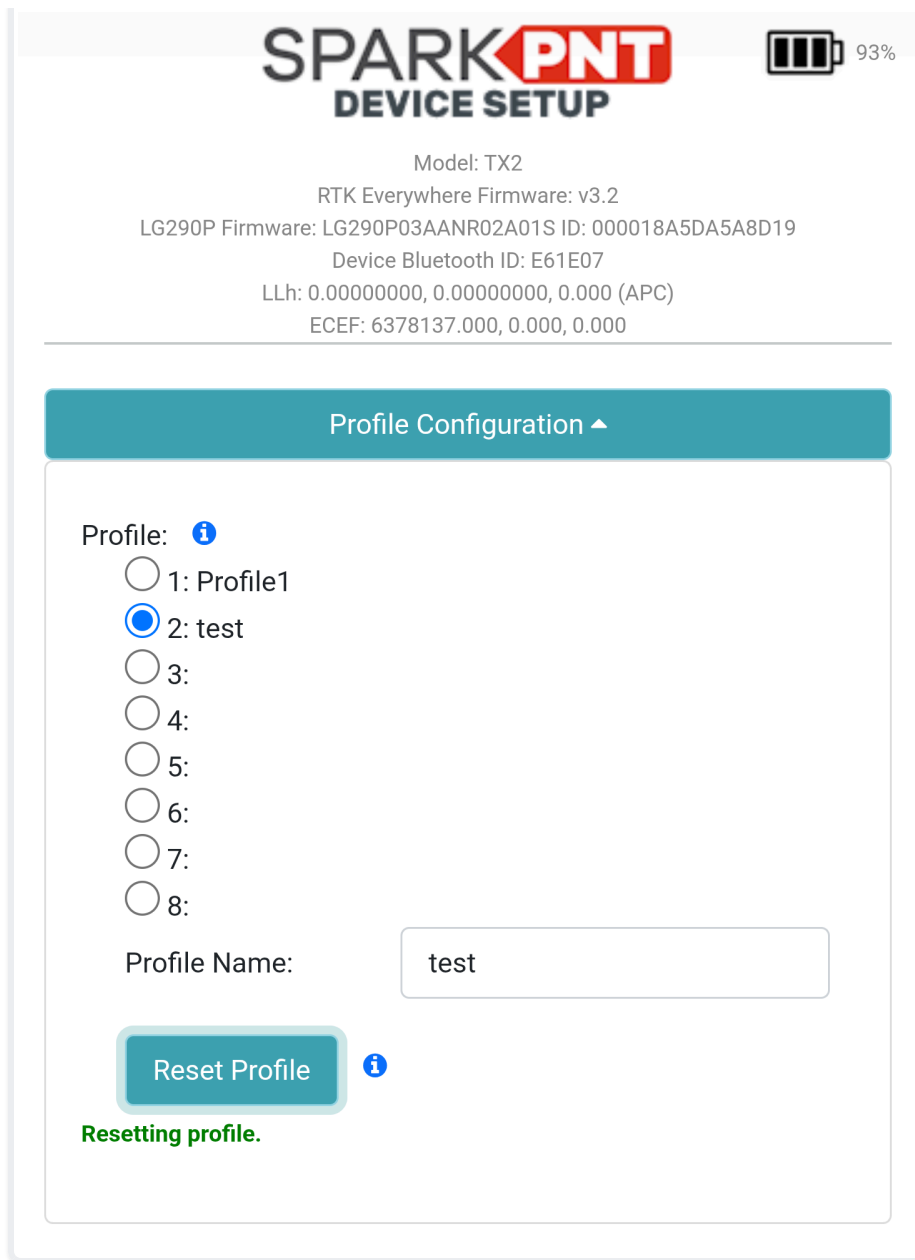 SPARK PNT
DEVICE SETUP
93%
Model: TX2
RTK Everywhere Firmware: v3.2
LG290P Firmware: LG290P03AANR02A01S ID: 000018A5DA5A8D19
Device Bluetooth ID: E61E07
LLh: 0.00000000, 0.00000000, 0.000 (APC)
ECEF: 6378137.000, 0.000, 0.000
Profile Configuration
Profile:
1: Profile1
2: test
3:
4:
5:
6:
7:
8:
Profile Name: test
Reset Profile
Resetting profile.